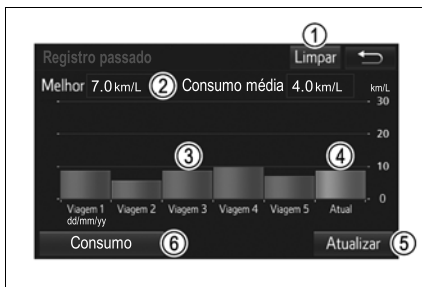 ①
Registro passado Limpar
Melhor 7.0 km/L ② Consumo média 4.0 km/L km/L
30
20
③ ④
10
0
Viagem 1 Viagem 2 Viagem 3 Viagem 4 Viagem 5 Atual
dd/mm/yy
Consumo ⑥ Atualizar ⑤